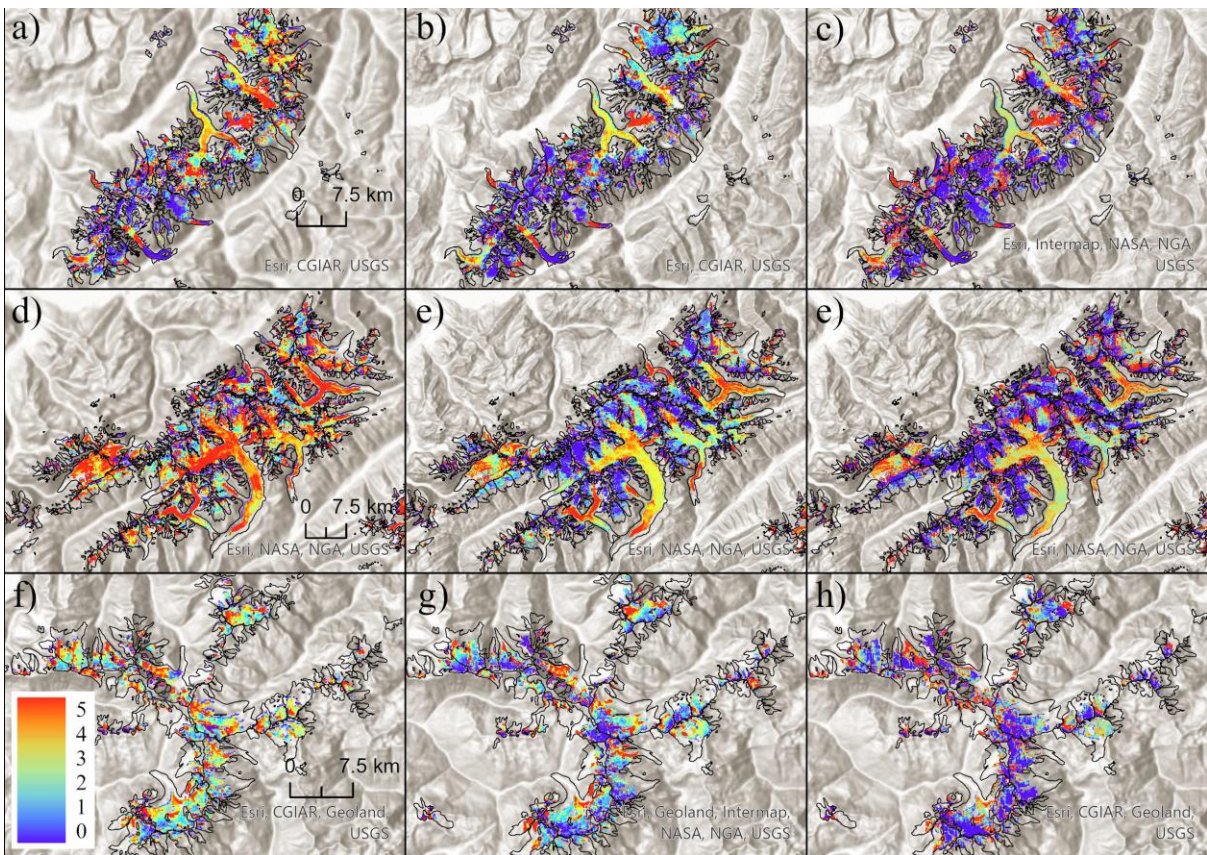 a)
0 7.5 km
Esri, CGIAR, USGS
b)
Esri, CGIAR, USGS
c)
Esri, Intermap, NASA, NGA,
USGS
d)
0 7.5 km
Esri, NASA, NGA, USGS
e)
Esri, NASA, NGA, USGS
e)
Esri, NASA, NGA, USGS
f)
5
4
3
2
1
0
0 7.5 km
Esri, CGIAR, Geoland,
USGS
g)
Esri, Geoland, Intermap,
NASA, NGA, USGS
h)
Esri, CGIAR, Geoland,
USGS